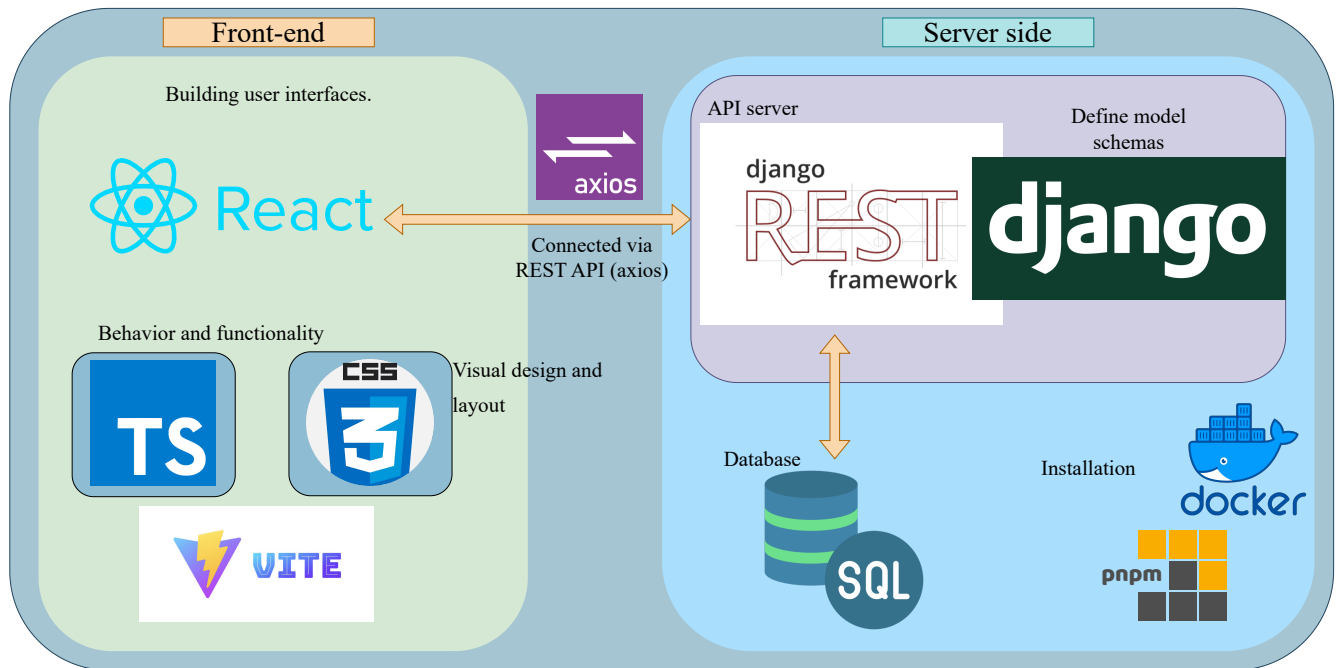 Front-end
Server side
Building user interfaces.
React
axios
Connected via
REST API (axios)
API server
django
REST
framework
Define model
schemas
django
Behavior and functionality
TS
CSS
3
Visual design and
layout
VITE
Database
SQL
Installation
docker
pnpm